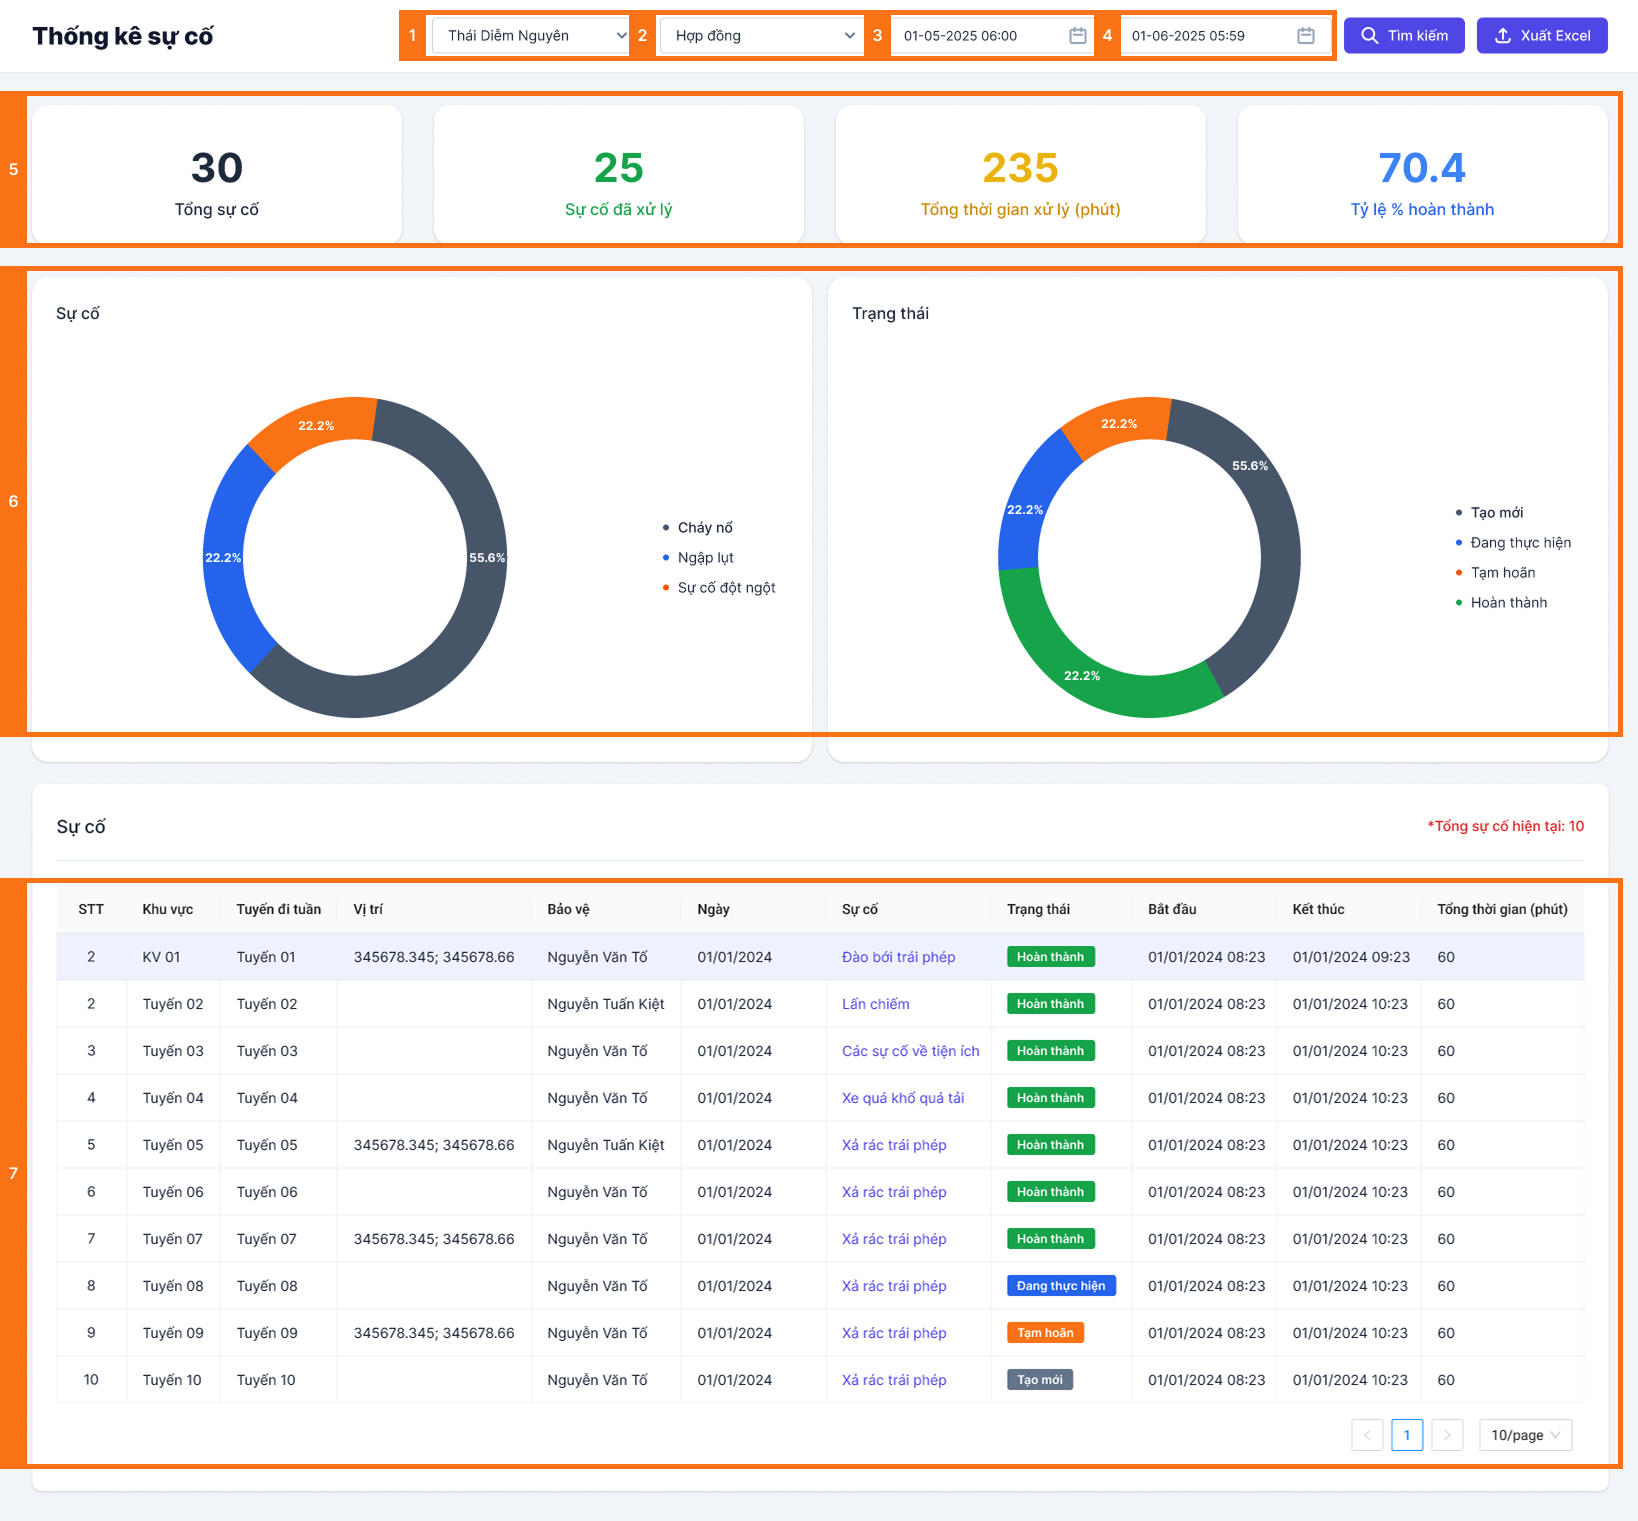 Thống kê sự cố
1
Thái Diễm Nguyên
2
Hợp đồng
3
01-05-2025 06:00
4
01-06-2025 05:59
Tìm kiếm
Xuất Excel
5
30
Tổng sự cố
25
Sự cố đã xử lý
235
Tổng thời gian xử lý (phút)
70.4
Tỷ lệ % hoàn thành
6
Sự cố
22.2%
22.2%
55.6%
Cháy nổ
Ngập lụt
Sự cố đột ngột
Trạng thái
22.2%
55.6%
22.2%
22.2%
Tạo mới
Đang thực hiện
Tạm hoãn
Hoàn thành
Sự cố
*Tổng sự cố hiện tại: 10
7
STT Khu vực Tuyến đi tuần Vị trí Bảo vệ Ngày Sự cố Trạng thái Bắt đầu Kết thúc Tổng thời gian (phút)
2 KV 01 Tuyến 01 345678.345; 345678.66 Nguyễn Văn Tố 01/01/2024 Đào bới trái phép Hoàn thành 01/01/2024 08:23 01/01/2024 09:23 60
2 Tuyến 02 Tuyến 02 Nguyễn Tuấn Kiệt 01/01/2024 Lấn chiếm Hoàn thành 01/01/2024 08:23 01/01/2024 10:23 60
3 Tuyến 03 Tuyến 03 Nguyễn Văn Tố 01/01/2024 Các sự cố về tiện ích Hoàn thành 01/01/2024 08:23 01/01/2024 10:23 60
4 Tuyến 04 Tuyến 04 Nguyễn Văn Tố 01/01/2024 Xe quá khổ quá tải Hoàn thành 01/01/2024 08:23 01/01/2024 10:23 60
5 Tuyến 05 Tuyến 05 345678.345; 345678.66 Nguyễn Tuấn Kiệt 01/01/2024 Xả rác trái phép Hoàn thành 01/01/2024 08:23 01/01/2024 10:23 60
6 Tuyến 06 Tuyến 06 Nguyễn Văn Tố 01/01/2024 Xả rác trái phép Hoàn thành 01/01/2024 08:23 01/01/2024 10:23 60
7 Tuyến 07 Tuyến 07 345678.345; 345678.66 Nguyễn Văn Tố 01/01/2024 Xả rác trái phép Hoàn thành 01/01/2024 08:23 01/01/2024 10:23 60
8 Tuyến 08 Tuyến 08 Nguyễn Văn Tố 01/01/2024 Xả rác trái phép Đang thực hiện 01/01/2024 08:23 01/01/2024 10:23 60
9 Tuyến 09 Tuyến 09 345678.345; 345678.66 Nguyễn Văn Tố 01/01/2024 Xả rác trái phép Tạm hoãn 01/01/2024 08:23 01/01/2024 10:23 60
10 Tuyến 10 Tuyến 10 Nguyễn Văn Tố 01/01/2024 Xả rác trái phép Tạo mới 01/01/2024 08:23 01/01/2024 10:23 60
1
10/page